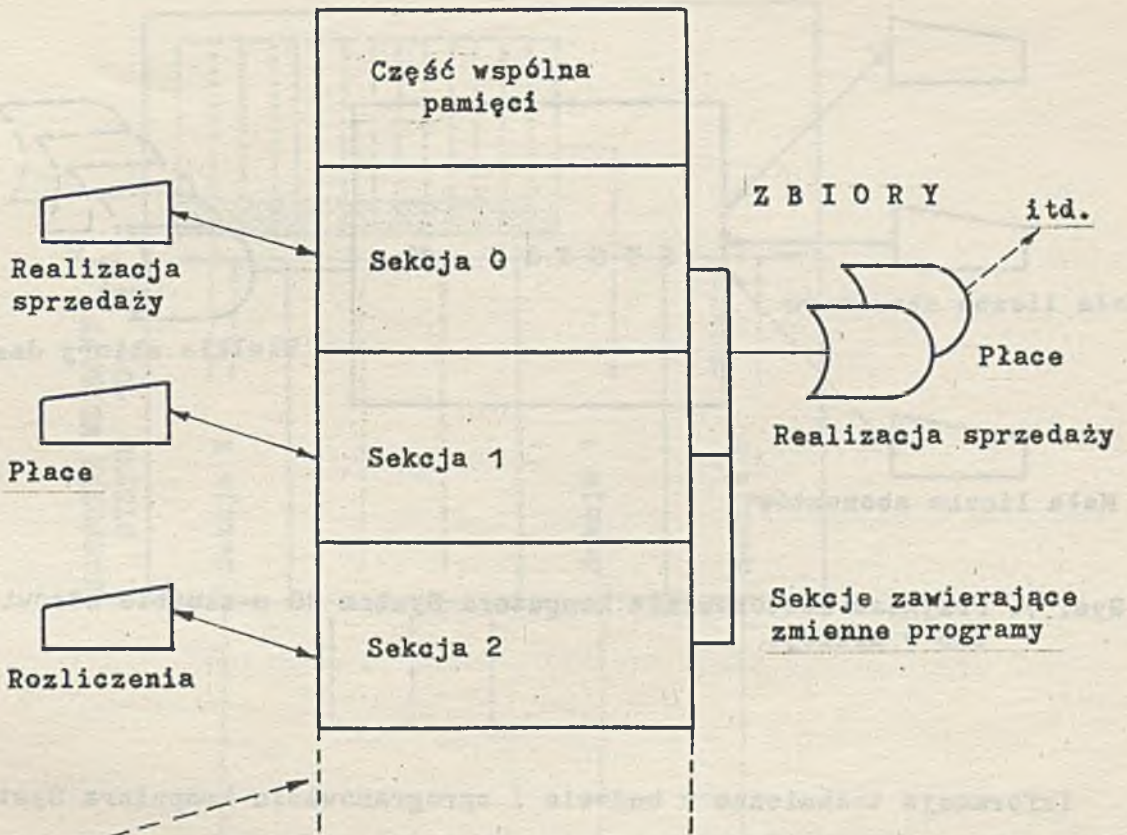 Część wspólna
pamięci
Z B I O R Y
itd.
Realizacja
sprzedaży
Sekcja 0
Płace
Realizacja sprzedaży
Płace
Sekcja 1
Rozliczenia
Sekcja 2
Sekcje zawierające
zmienne programy